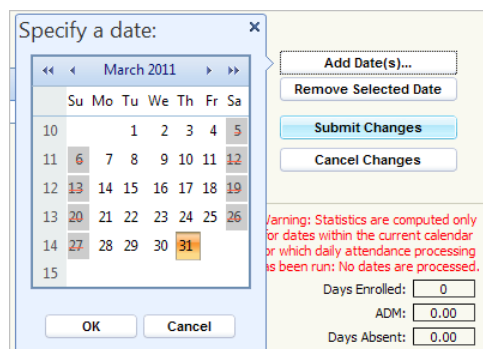 Specify a date: ×
March 2011
Su Mo Tu We Th Fr Sa
10 1 2 3 4 5
11 6 7 8 9 10 11 12
12 13 14 15 16 17 18 19
13 20 21 22 23 24 25 26
14 27 28 29 30 31
15
OK Cancel
Add Date(s)...
Remove Selected Date
Submit Changes
Cancel Changes
Warning: Statistics are computed only
for dates within the current calendar
for which daily attendance processing
has been run: No dates are processed.
Days Enrolled: 0
ADM: 0.00
Days Absent: 0.00